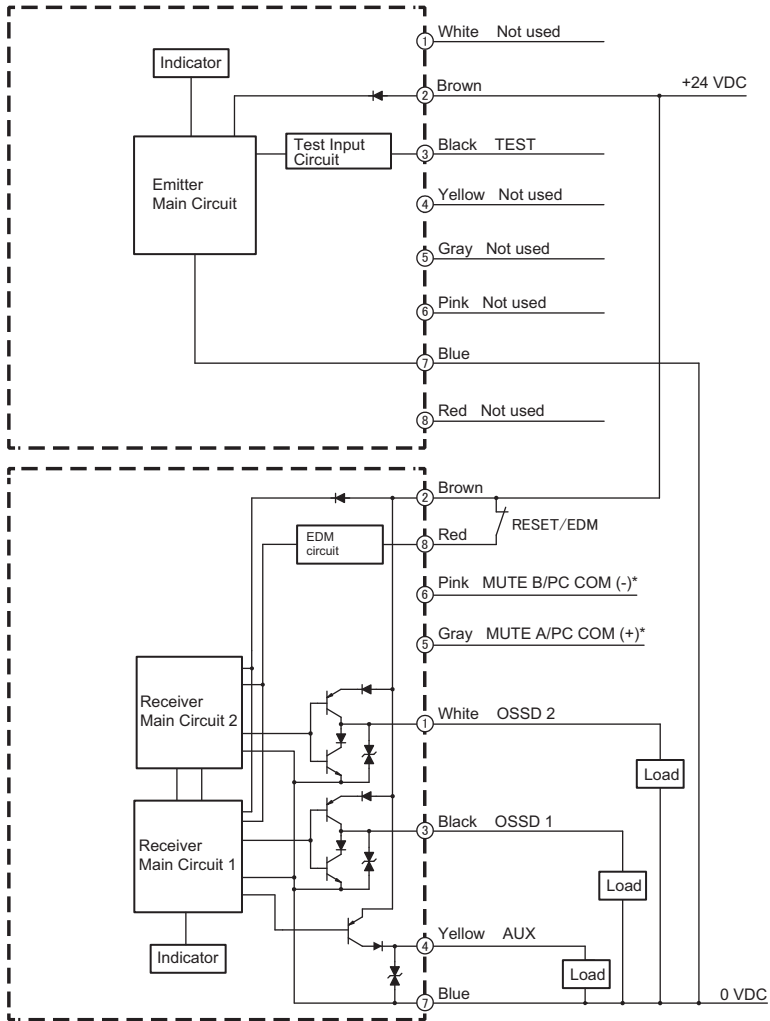 ① White Not used
Indicator
② Brown
+24 VDC
Test Input
Circuit
③ Black TEST
Emitter
Main Circuit
④ Yellow Not used
⑤ Gray Not used
⑥ Pink Not used
⑦ Blue
⑧ Red Not used
② Brown
RESET/EDM
EDM
circuit
⑧ Red
⑥ Pink MUTE B/PC COM (-)*
⑤ Gray MUTE A/PC COM (+)*
Receiver
Main Circuit 2
① White OSSD 2
Load
Receiver
Main Circuit 1
③ Black OSSD 1
Load
Indicator
④ Yellow AUX
Load
⑦ Blue
0 VDC